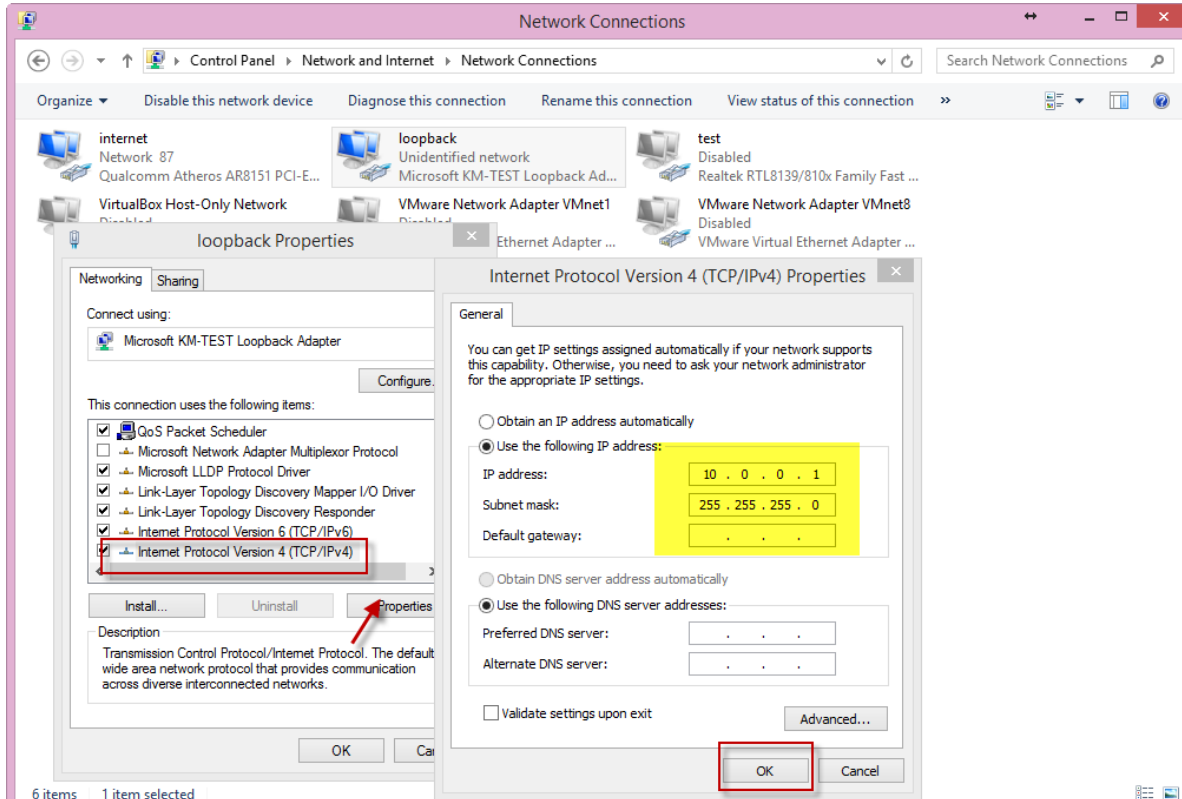 Network Connections
Control Panel Network and Internet Network Connections
Search Network Connections
Organize Disable this network device Diagnose this connection Rename this connection View status of this connection »
internet
Network 87
Qualcomm Atheros AR8151 PCI-E...
loopback
Unidentified network
Microsoft KM-TEST Loopback Ad...
test
Disabled
Realtek RTL8139/810x Family Fast ...
VirtualBox Host-Only Network
Disabled
VMware Network Adapter VMnet1
Disabled
Ethernet Adapter ...
VMware Network Adapter VMnet8
Disabled
VMware Virtual Ethernet Adapter ...
loopback Properties
Networking
Sharing
Connect using:
Microsoft KM-TEST Loopback Adapter
Configure.
This connection uses the following items:
QoS Packet Scheduler
Microsoft Network Adapter Multiplexor Protocol
Microsoft LLDP Protocol Driver
Link-Layer Topology Discovery Mapper I/O Driver
Link-Layer Topology Discovery Responder
Internet Protocol Version 6 (TCP/IPv6)
Internet Protocol Version 4 (TCP/IPv4)
Install... Uninstall Properties
Description
Transmission Control Protocol/Internet Protocol. The default
wide area network protocol that provides communication
across diverse interconnected networks.
OK Ca
Internet Protocol Version 4 (TCP/IPv4) Properties
General
You can get IP settings assigned automatically if your network supports
this capability. Otherwise, you need to ask your network administrator
for the appropriate IP settings.
Obtain an IP address automatically
Use the following IP address:
IP address: 10 . 0 . 0 . 1
Subnet mask: 255 . 255 . 255 . 0
Default gateway: . . .
Obtain DNS server address automatically
Use the following DNS server addresses:
Preferred DNS server: . . .
Alternate DNS server: . . .
Validate settings upon exit
Advanced...
OK Cancel
6 items 1 item selected